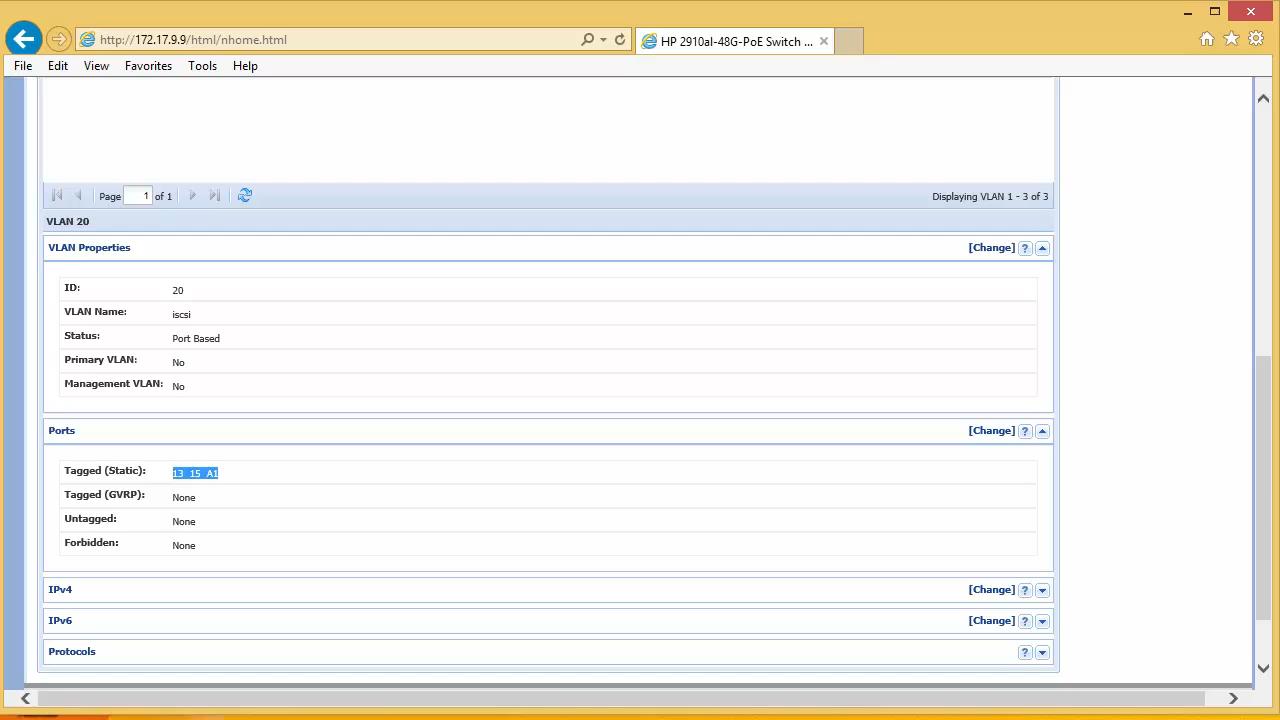 http://172.17.9.9/html/nhome.html
HP 2910al-48G-PoE Switch ...
File Edit View Favorites Tools Help
Page 1 of 1
Displaying VLAN 1 - 3 of 3
VLAN 20
VLAN Properties [Change] ?
ID: 20
VLAN Name: iscsi
Status: Port Based
Primary VLAN: No
Management VLAN: No
Ports [Change] ?
Tagged (Static): 13 15 A1
Tagged (GVRP): None
Untagged: None
Forbidden: None
IPv4 [Change] ?
IPv6 [Change] ?
Protocols ?